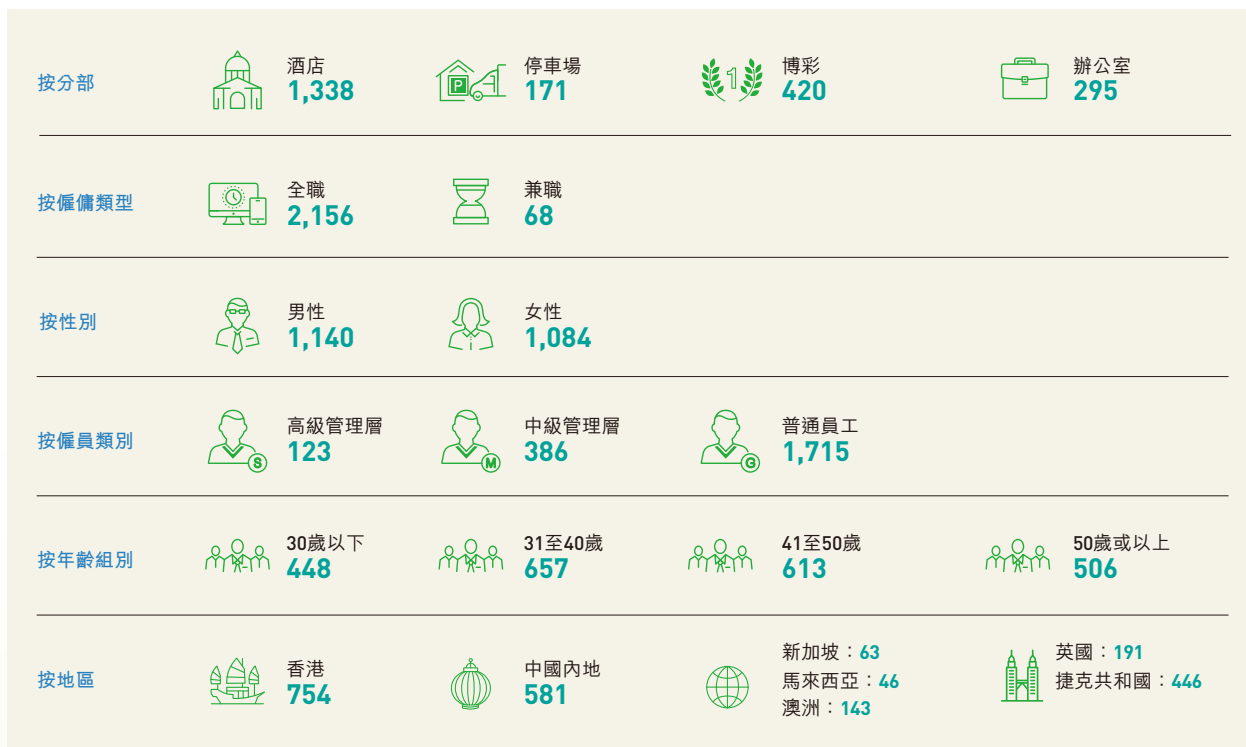 按分部
酒店
1,338
P
停車場
171
1
博彩
420
辦公室
295
按僱傭類型
全職
2,156
兼職
68
按性別
男性
1,140
女性
1,084
按僱員類別
S
高級管理層
123
M
中級管理層
386
G
普通員工
1,715
按年齡組別
30歲以下
448
31至40歲
657
41至50歲
613
50歲或以上
506
按地區
香港
754
中國內地
581
新加坡：63
馬來西亞：46
澳洲：143
英國：191
捷克共和國：446